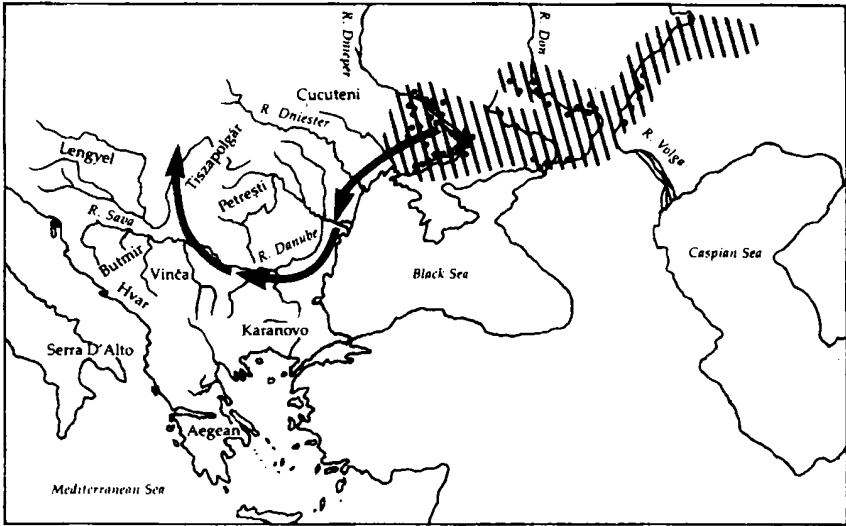 R. Dnieper
R. Don
Cucuteni
R. Dniester
Lengyel
Tiszapolgár
R. Volga
Petreşti
R. Sava
R. Danube
Butmir
Vinča
Hvar
Black Sea
Caspian Sea
Karanovo
Serra D'Alto
Aegean
Mediterranean Sea